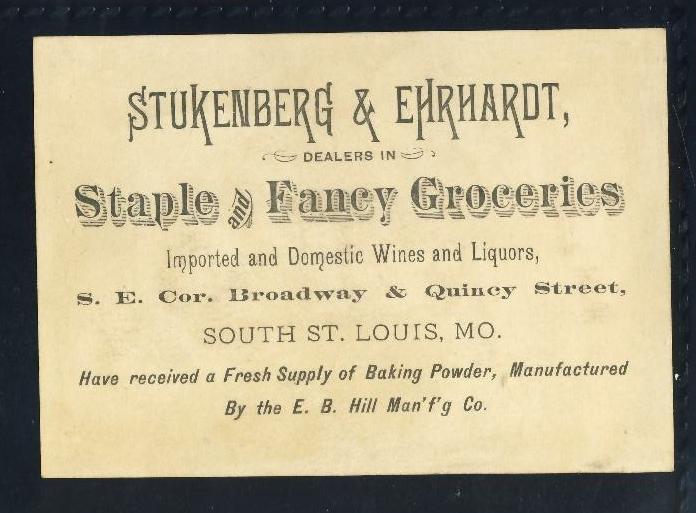 STUKENBERG & EHRHARDT,
DEALERS IN
Staple and Fancy Groceries
Imported and Domestic Wines and Liquors,
S. E. Cor. Broadway & Quincy Street,
SOUTH ST. LOUIS, MO.
Have received a Fresh Supply of Baking Powder, Manufactured
By the E. B. Hill Man'f'g Co.